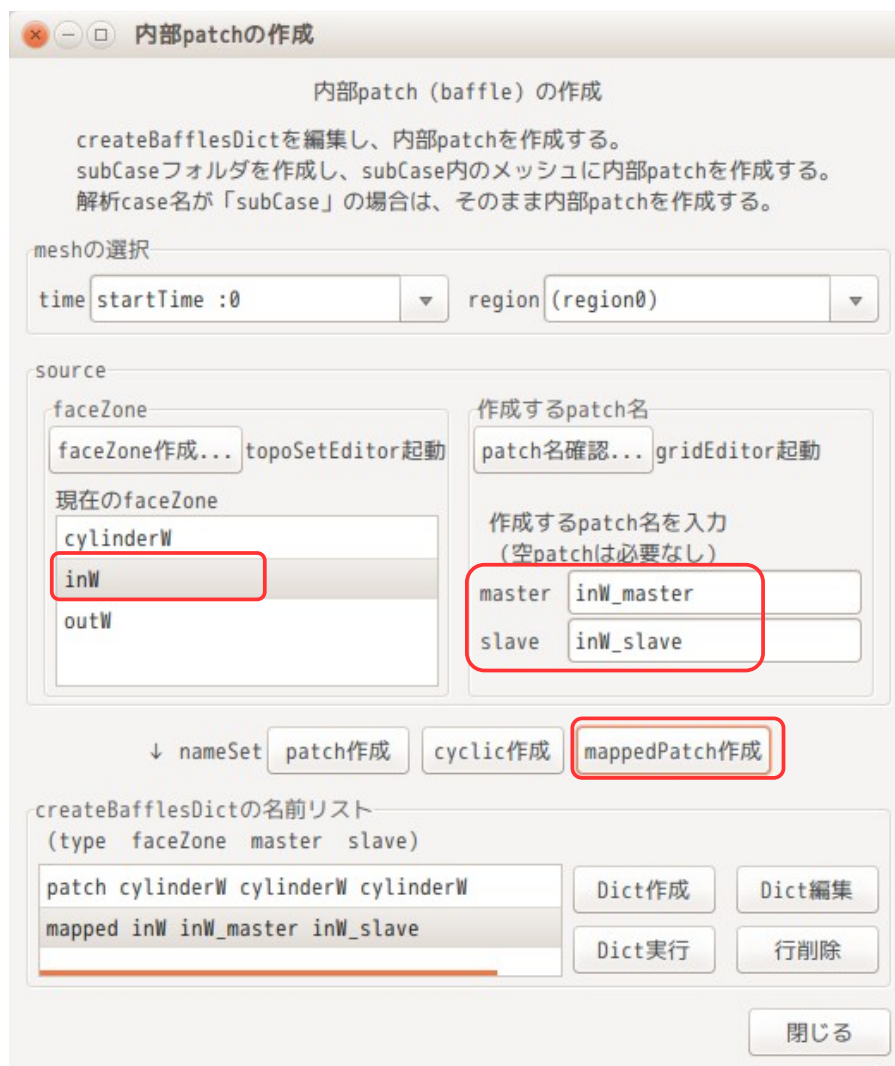 内部patchの作成
内部patch (baffle) の作成
createBafflesDictを編集し、内部patchを作成する。
subCaseフォルダを作成し、subCase内のメッシュに内部patchを作成する。
解析case名が「subCase」の場合は、そのまま内部patchを作成する。
meshの選択
time startTime :0 region (region0)
source
faceZone
faceZone作成... topoSetEditor起動
現在のfaceZone
cylinderW
inW
outW
作成するpatch名
patch名確認... gridEditor起動
作成するpatch名を入力
(空patchは必要なし)
master inW_master
slave inW_slave
↓ nameSet patch作成 cyclic作成 mappedPatch作成
createBafflesDictの名前リスト
(type faceZone master slave)
patch cylinderW cylinderW cylinderW
mapped inW inW_master inW_slave
Dict作成 Dict編集
Dict実行 行削除
閉じる